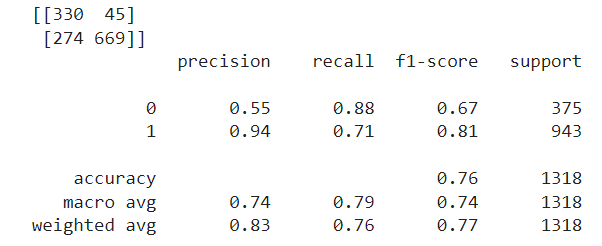 [[330  45]
 [274 669]]
              precision    recall  f1-score   support

           0       0.55      0.88      0.67       375
           1       0.94      0.71      0.81       943

    accuracy                           0.76      1318
   macro avg       0.74      0.79      0.74      1318
weighted avg       0.83      0.76      0.77      1318